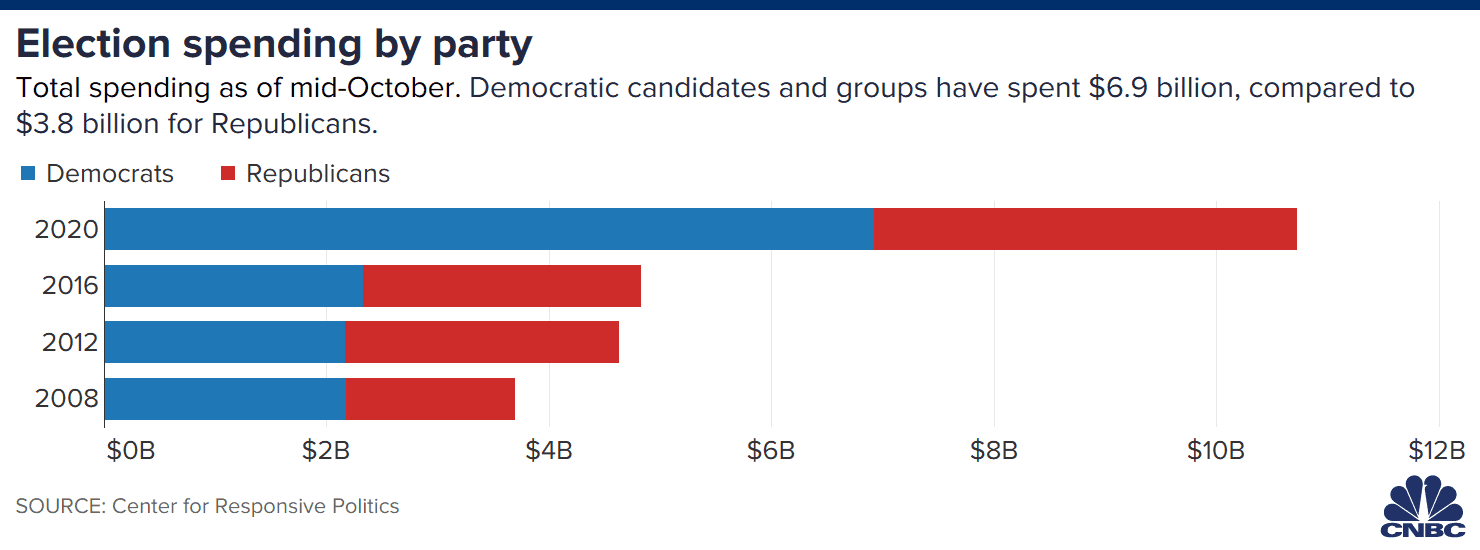 Election spending by party
Total spending as of mid-October. Democratic candidates and groups have spent $6.9 billion, compared to
$3.8 billion for Republicans.
Democrats Republicans
2020
2016
2012
2008
$0B $2B $4B $6B $8B $10B $12B
SOURCE: Center for Responsive Politics
CNBC